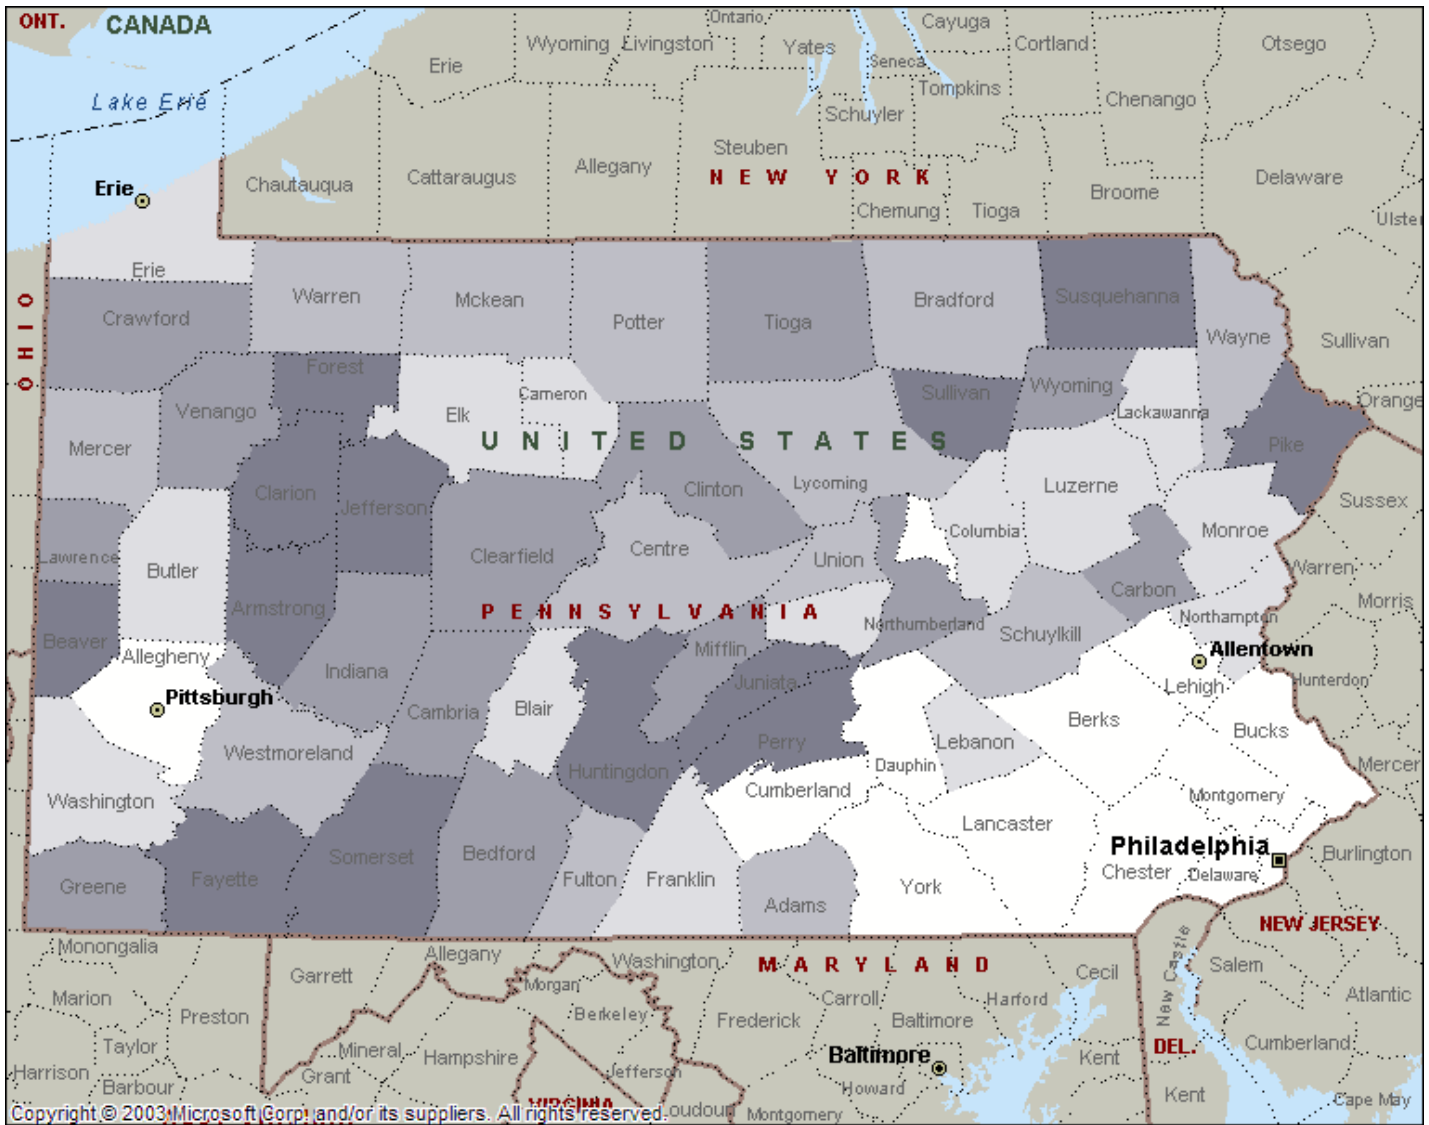 ONT.
CANADA
Lake Erie
Erie
Wyoming
Livingston
Ontario
Yates
Cayuga
Seneca
Cortland
Otsego
Tompkins
Schuyler
Chenango
Steuben
Allegany
Cattaraugus
Chautauqua
NEW YORK
Chemung
Tioga
Broome
Delaware
Ulster
Erie
Erie
OHIO
Crawford
Warren
Mckean
Potter
Tioga
Bradford
Susquehanna
Wayne
Sullivan
Forest
Venango
Elk
Cameron
Sullivan
Wyoming
Lackawanna
Orange
Mercer
UNITED STATES
Pike
Clarion
Jefferson
Clinton
Lycoming
Luzerne
Sussex
Lawrence
Butler
Clearfield
Centre
Union
Columbia
Monroe
Warren
Armstrong
PENNSYLVANIA
Carbon
Morris
Beaver
Allegheny
Indiana
Mifflin
Northumberland
Schuylkill
Northampton
Allentown
Pittsburgh
Cambria
Blair
Juniata
Lehigh
Hunterdon
Westmoreland
Huntingdon
Perry
Dauphin
Lebanon
Berks
Bucks
Mercer
Washington
Cumberland
Montgomery
Lancaster
Philadelphia
Burlington
Greene
Fayette
Somerset
Bedford
Fulton
Franklin
Adams
York
Chester
Delaware
NEW JERSEY
Monongalia
Garrett
Allegany
Washington
MARYLAND
Cecil
New Castle
Salem
Atlantic
Marion
Preston
Morgan
Berkeley
Carroll
Harford
Frederick
Baltimore
Taylor
Mineral
Hampshire
Baltimore
Kent
DEL.
Cumberland
Harrison
Barbour
Grant
Jefferson
Howard
Kent
Cape May
VIRGINIA
Loudoun
Montgomery
Copyright © 2003 Microsoft Corp. and/or its suppliers. All rights reserved.